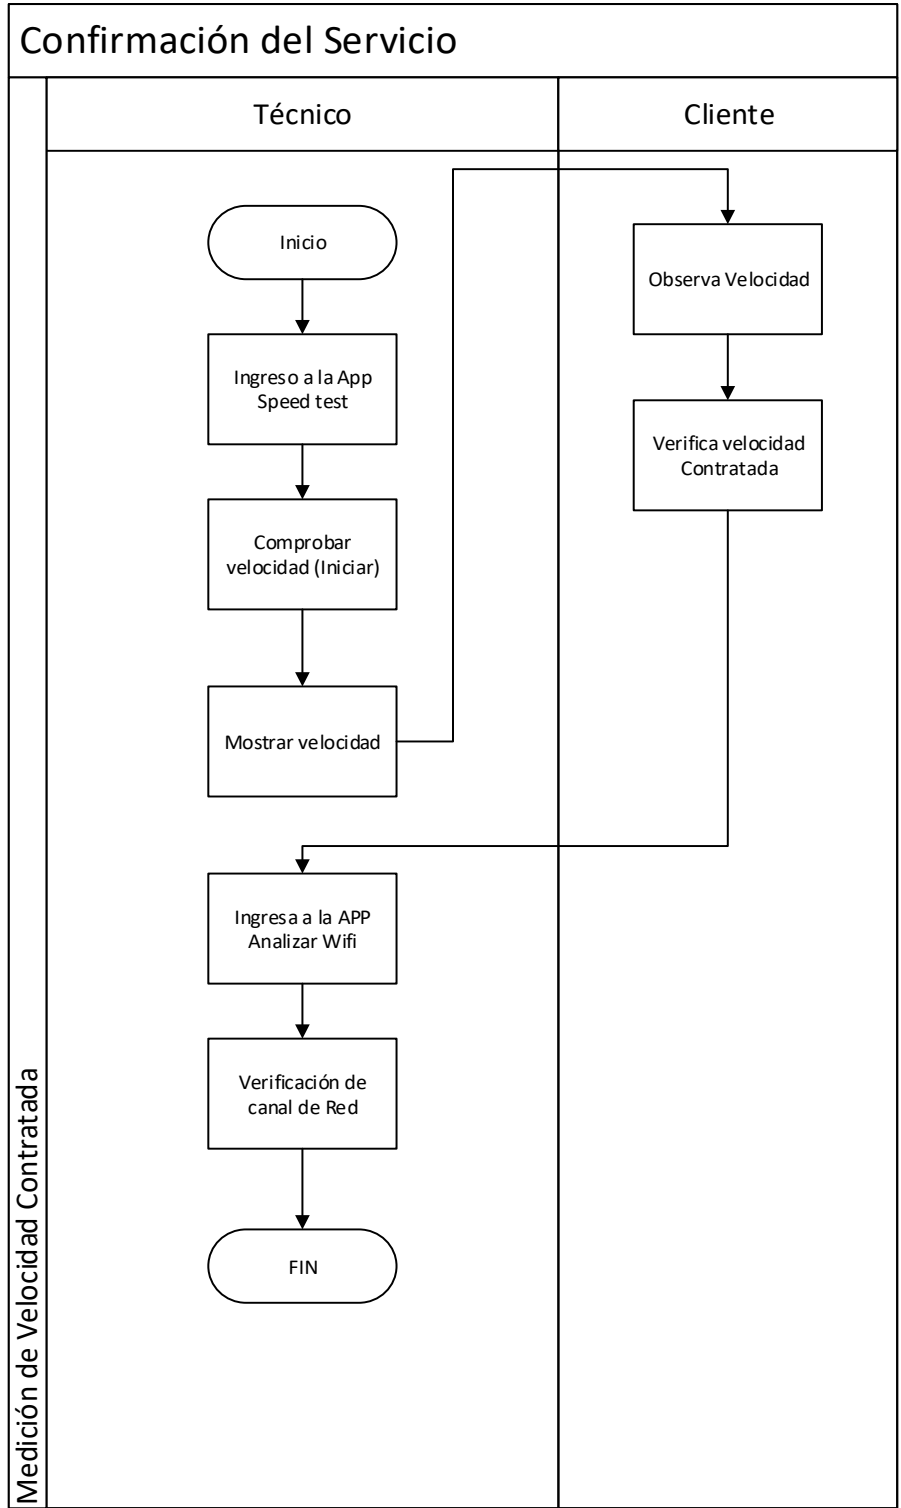 Confirmación del Servicio
Técnico
Cliente
Medición de Velocidad Contratada
Inicio
Ingreso a la App
Speed test
Comprobar
velocidad (Iniciar)
Mostrar velocidad
Observa Velocidad
Verifica velocidad
Contratada
Ingresa a la APP
Analizar Wifi
Verificación de
canal de Red
FIN